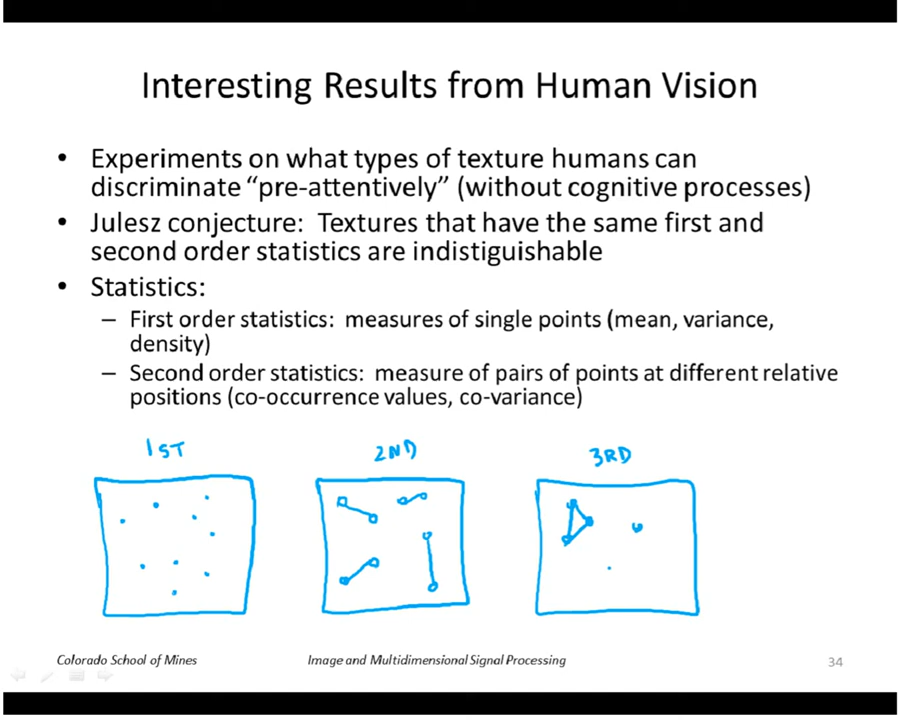 Interesting Results from Human Vision
• Experiments on what types of texture humans can
discriminate “pre-attentively” (without cognitive processes)
• Julesz conjecture: Textures that have the same first and
second order statistics are indistiguishable
• Statistics:
– First order statistics: measures of single points (mean, variance,
density)
– Second order statistics: measure of pairs of points at different relative
positions (co-occurrence values, co-variance)
1ST 2ND 3RD
Colorado School of Mines Image and Multidimensional Signal Processing 34